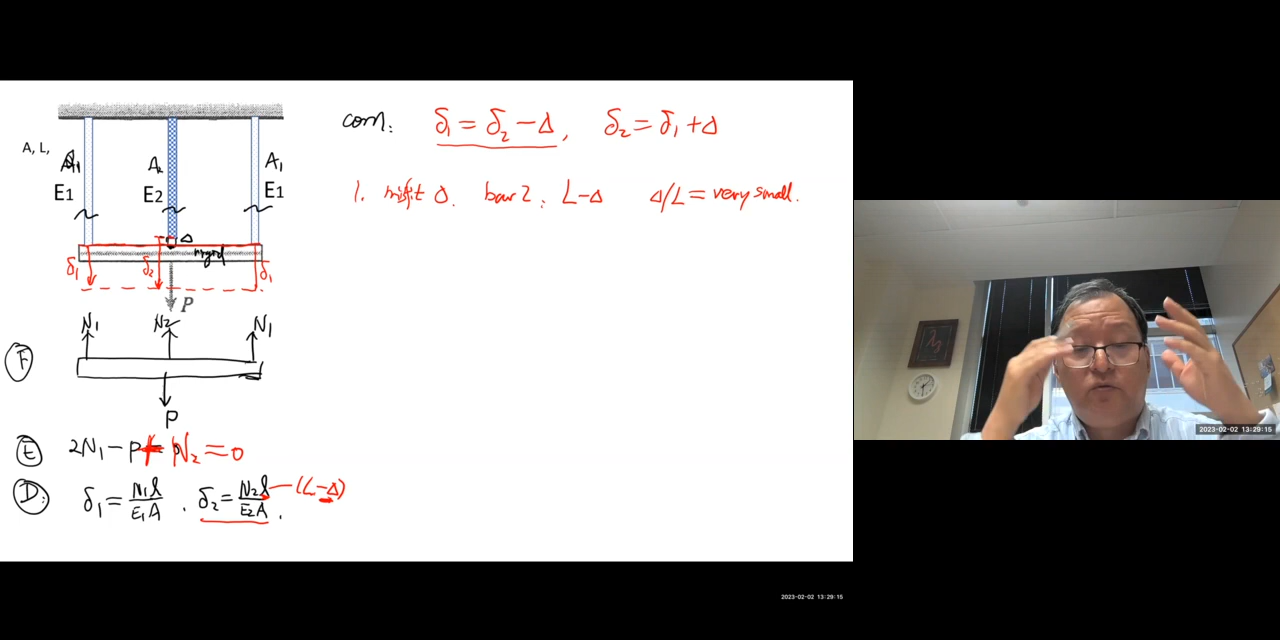 com: δ₁ = δ₂ − Δ, δ₂ = δ₁ + Δ
A, L, A₁ A₂ A₁
E1 E2 E1
1. misfit Δ. bar 2: L−Δ Δ/L = very small.
Δ
rigid
δ₁ δ₂ δ₁
P
N₁ N₂ N₁
F
P
E 2N₁ − P + N₂ = 0
D: δ₁ = N₁l/E₁A . δ₂ = N₂l/E₂A . (L−Δ)
2023-02-02 13:29:15
2023-02-02 13:29:15